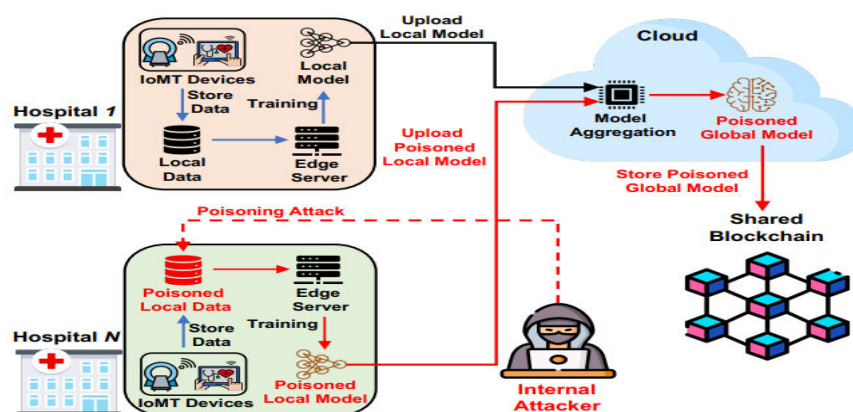 Upload
Local Model
Cloud
IoMT Devices
Local
Model
Store
Data
Training
Hospital 1
Local
Data
Edge
Server
Upload
Poisoned
Local Model
Model
Aggregation
Poisoned
Global Model
Store Poisoned
Global Model
Shared
Blockchain
Poisoning Attack
Poisoned
Local Data
Edge
Server
Training
Store
Data
Hospital N
IoMT Devices
Poisoned
Local Model
Internal
Attacker